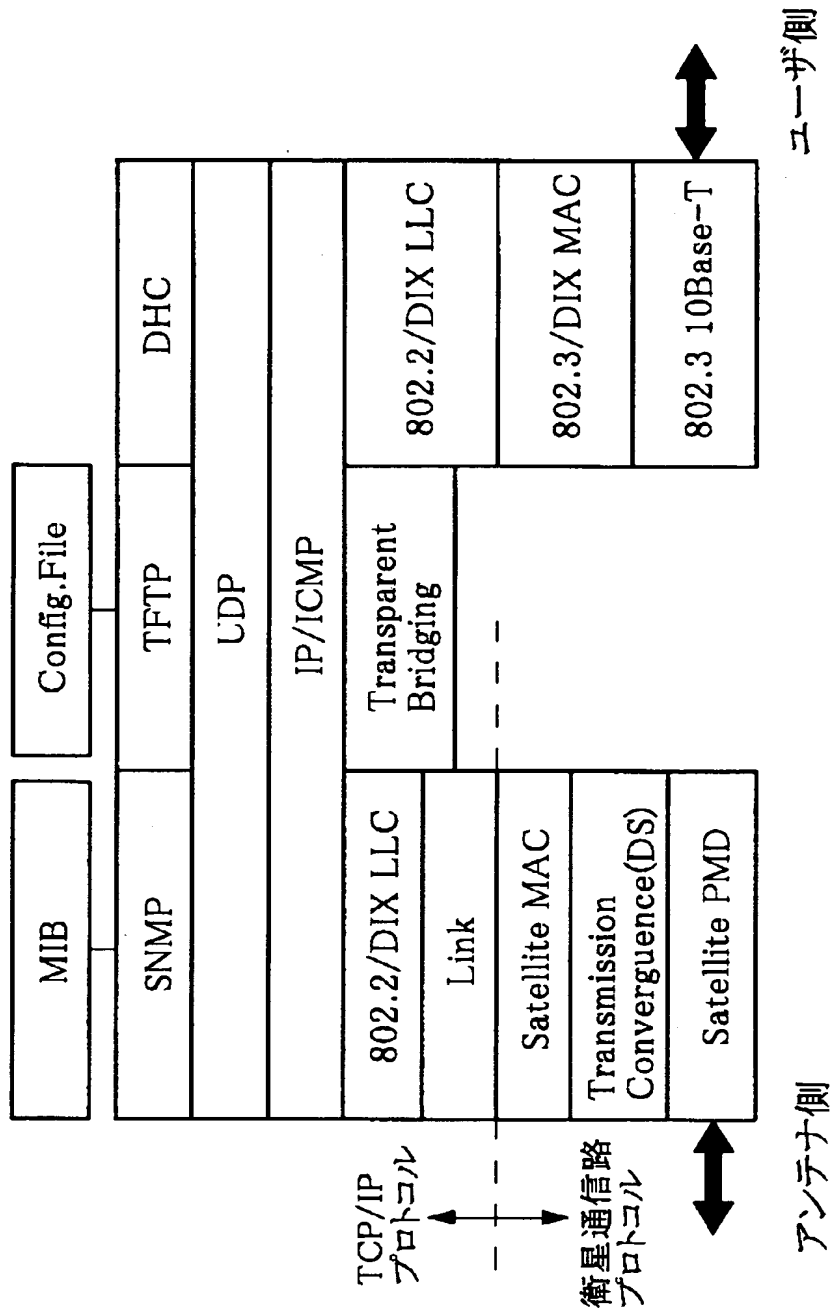 MIB
Config.File
SNMP
TFTP
DHC
UDP
IP/ICMP
802.2/DIX LLC
Transparent
Bridging
802.2/DIX LLC
Link
TCP/IP
プロトコル
衛星通信路
プロトコル
Satellite MAC
802.3/DIX MAC
Transmission
Converguence(DS)
Satellite PMD
802.3 10Base-T
アンテナ側
ユーザ側